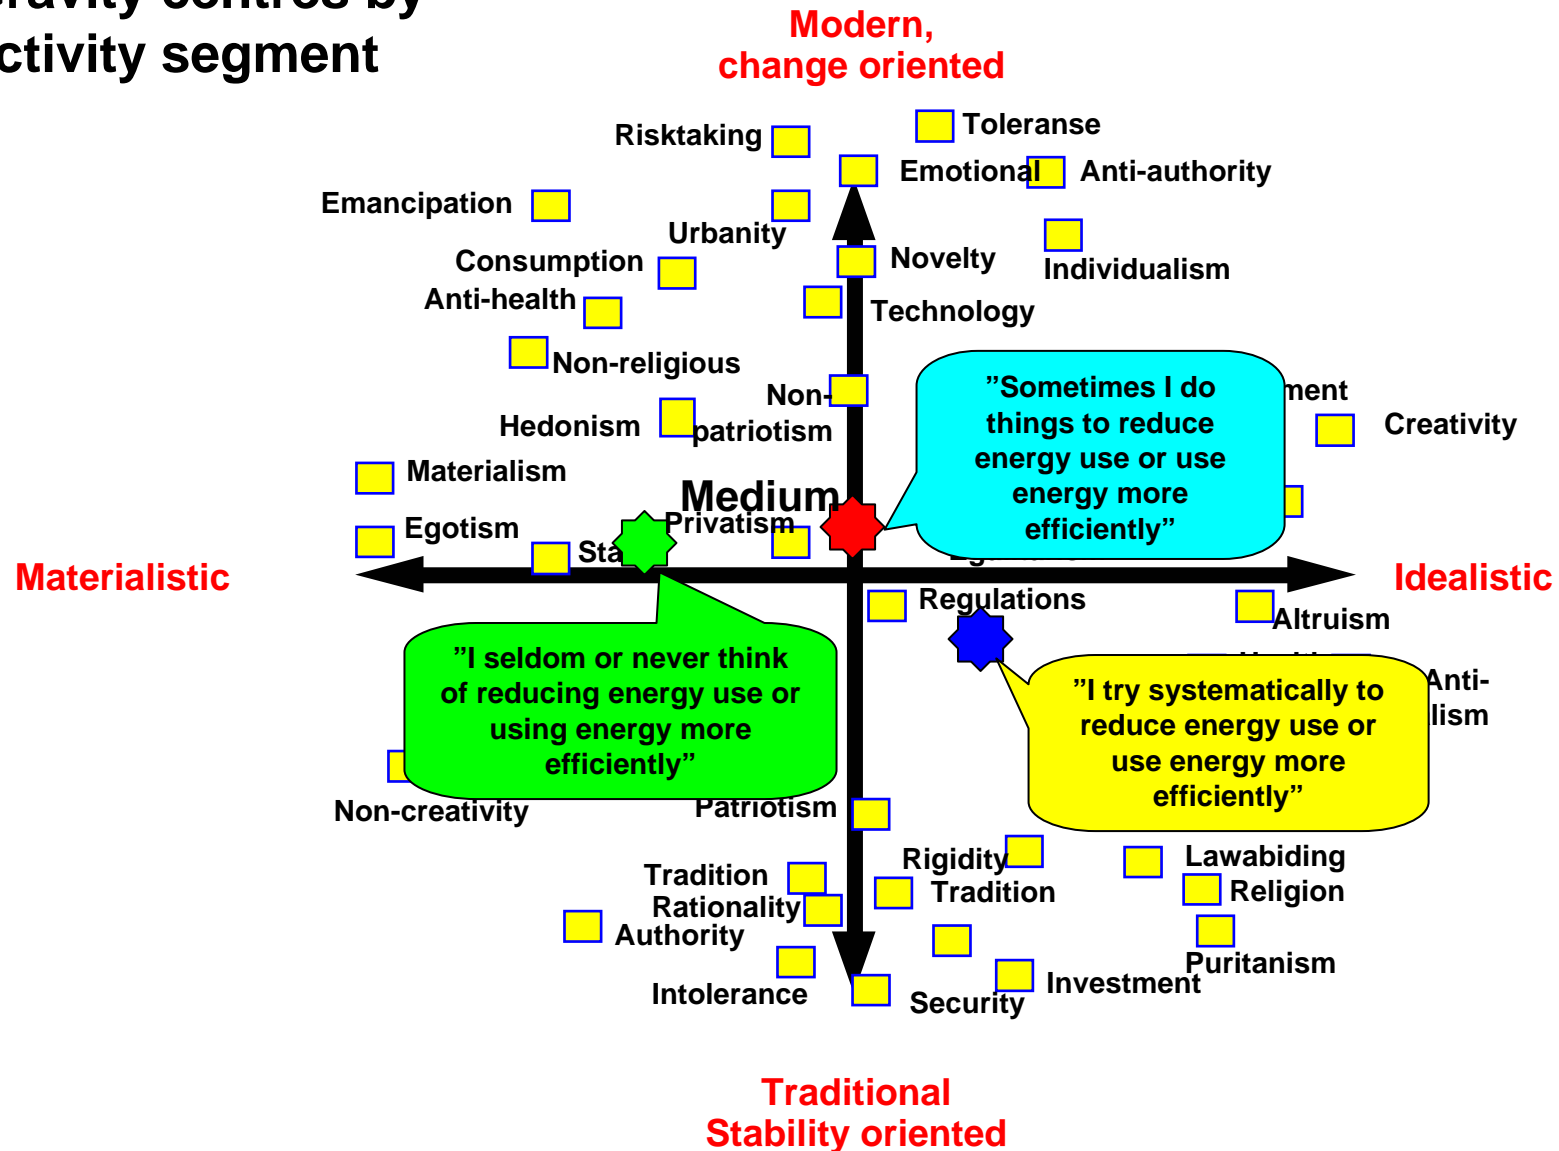 ravity centres by
ctivity segment
Modern,
change oriented
Toleranse
Risktaking
Emotional
Anti-authority
Emancipation
Urbanity
Consumption
Novelty
Individualism
Anti-health
Technology
Non-religious
Non-
patriotism
”Sometimes I do
things to reduce
energy use or use
energy more
efficiently”
ment
Creativity
Hedonism
Materialism
Medium
Privatism
Egotism
Sta
Materialistic
Idealistic
Regulations
Altruism
”I seldom or never think
of reducing energy use or
using energy more
efficiently”
”I try systematically to
reduce energy use or
use energy more
efficiently”
Anti-
lism
Non-creativity
Patriotism
Rigidity
Lawabiding
Tradition
Tradition
Religion
Rationality
Authority
Puritanism
Intolerance
Security
Investment
Traditional
Stability oriented